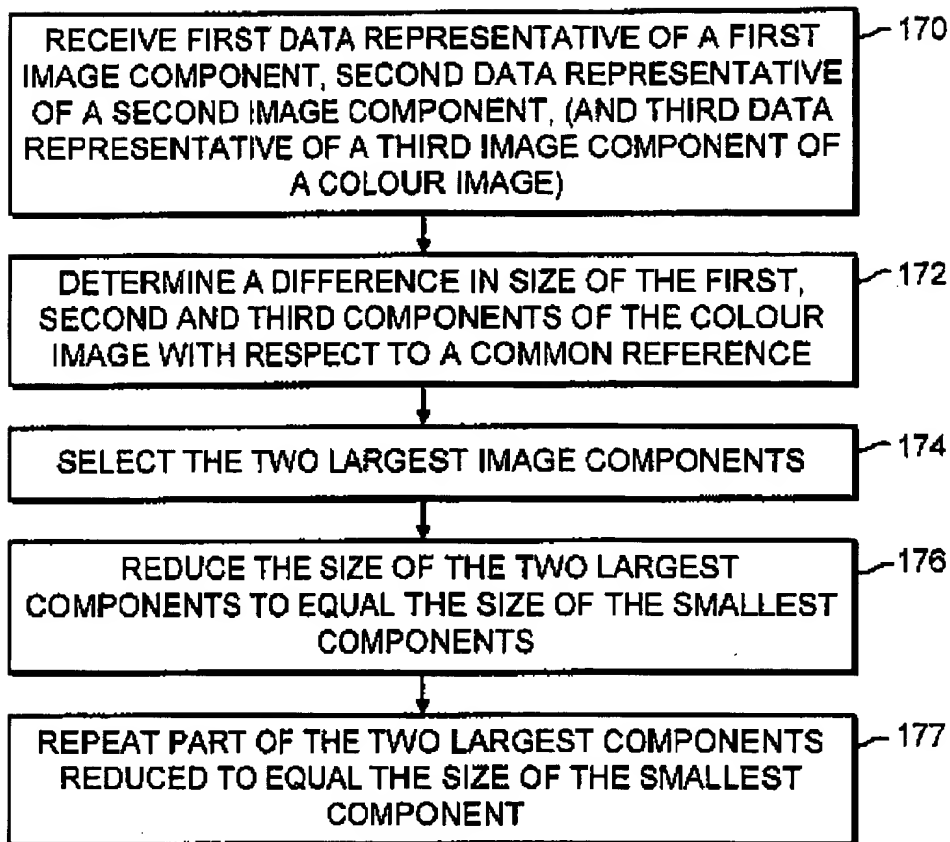 RECEIVE FIRST DATA REPRESENTATIVE OF A FIRST
IMAGE COMPONENT, SECOND DATA REPRESENTATIVE
OF A SECOND IMAGE COMPONENT, (AND THIRD DATA
REPRESENTATIVE OF A THIRD IMAGE COMPONENT OF
A COLOUR IMAGE)
170
DETERMINE A DIFFERENCE IN SIZE OF THE FIRST,
SECOND AND THIRD COMPONENTS OF THE COLOUR
IMAGE WITH RESPECT TO A COMMON REFERENCE
172
SELECT THE TWO LARGEST IMAGE COMPONENTS
174
REDUCE THE SIZE OF THE TWO LARGEST
COMPONENTS TO EQUAL THE SIZE OF THE SMALLEST
COMPONENTS
176
REPEAT PART OF THE TWO LARGEST COMPONENTS
REDUCED TO EQUAL THE SIZE OF THE SMALLEST
COMPONENT
177